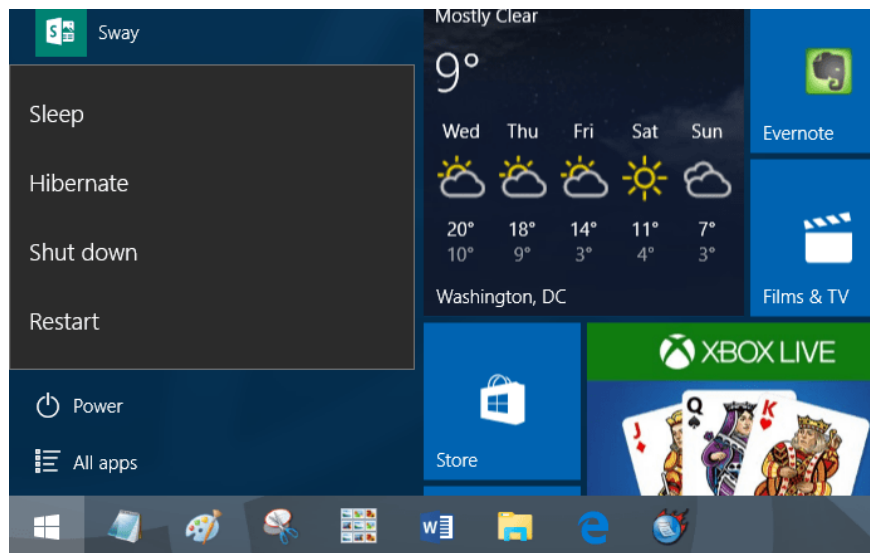 Sway
Sleep
Hibernate
Shut down
Restart
Power
All apps
Mostly Clear
9°
Wed Thu Fri Sat Sun
20° 18° 14° 11° 7°
10° 9° 3° 4° 3°
Washington, DC
Evernote
Films & TV
Store
XBOX LIVE
J Q K